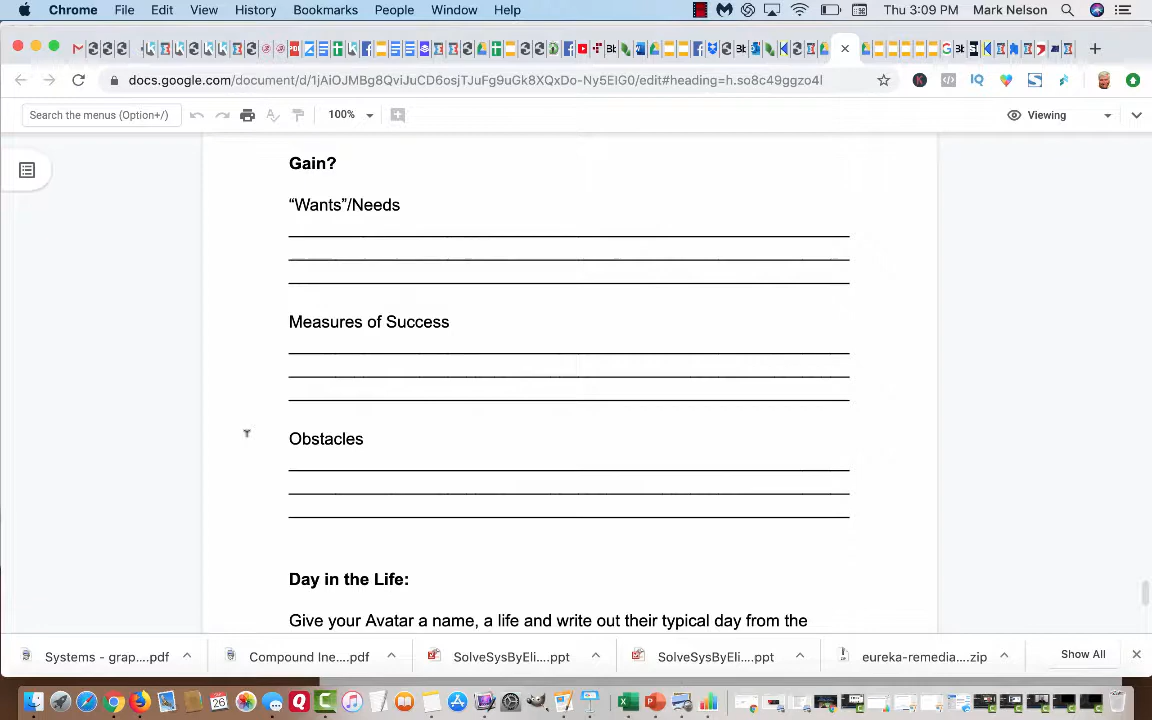 Chrome File Edit View History Bookmarks People Window Help Thu 3:09 PM Mark Nelson
docs.google.com/document/d/1jAiOJMBg8QviJuCD6osjTJuFg9uGk8XQxDo-Ny5EIG0/edit#heading=h.so8c49ggzo4l
Search the menus (Option+/) 100% Viewing
Gain?
“Wants”/Needs
Measures of Success
Obstacles
Day in the Life:
Give your Avatar a name, a life and write out their typical day from the
Systems - grap....pdf Compound Ine....pdf SolveSysByEli....ppt SolveSysByEli....ppt eureka-remedia....zip Show All